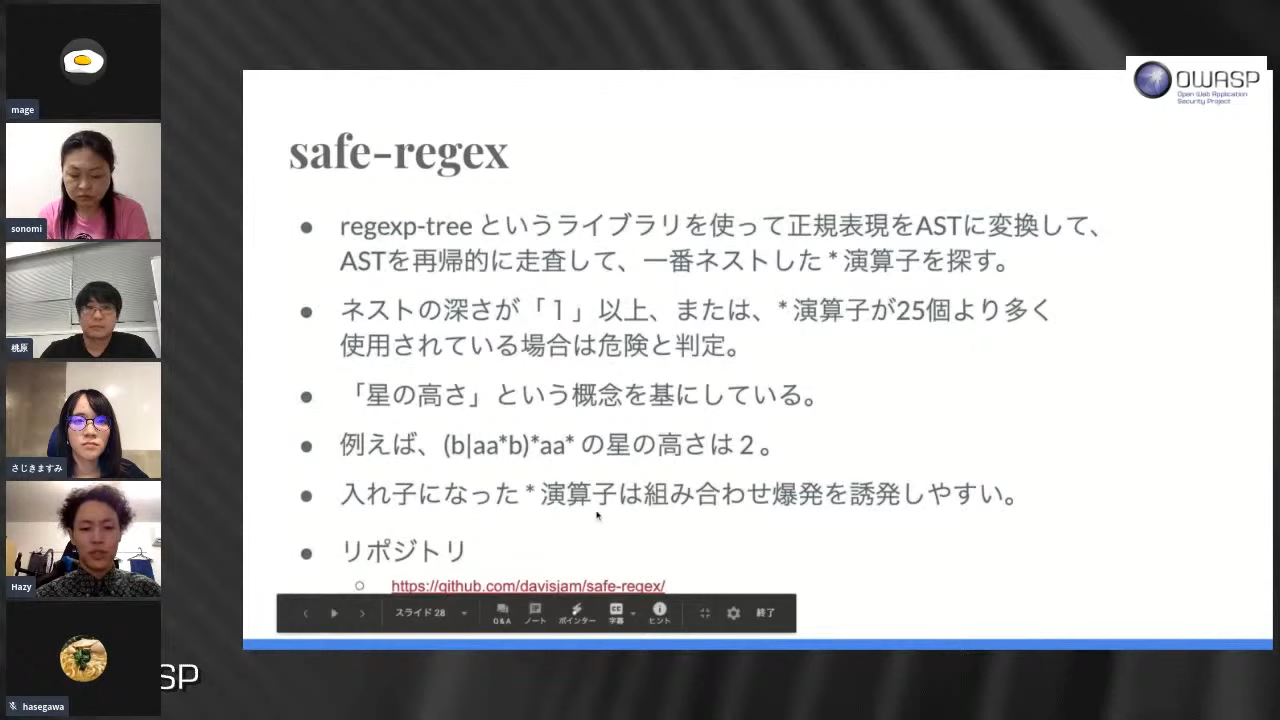 mage
sonomi
桃原
さじきますみ
Hazy
hasegawa
SP
OWASP
Open Web Application
Security Project
safe-regex
● regexp-tree というライブラリを使って正規表現をASTに変換して、
ASTを再帰的に走査して、一番ネストした * 演算子を探す。
● ネストの深さが「１」以上、または、* 演算子が25個より多く
使用されている場合は危険と判定。
● 「星の高さ」という概念を基にしている。
● 例えば、(b|aa*b)*aa* の星の高さは２。
● 入れ子になった * 演算子は組み合わせ爆発を誘発しやすい。
● リポジトリ
○ https://github.com/davisjam/safe-regex/
スライド 28
Q&A
ノート
ポインター
字幕
ヒント
終了